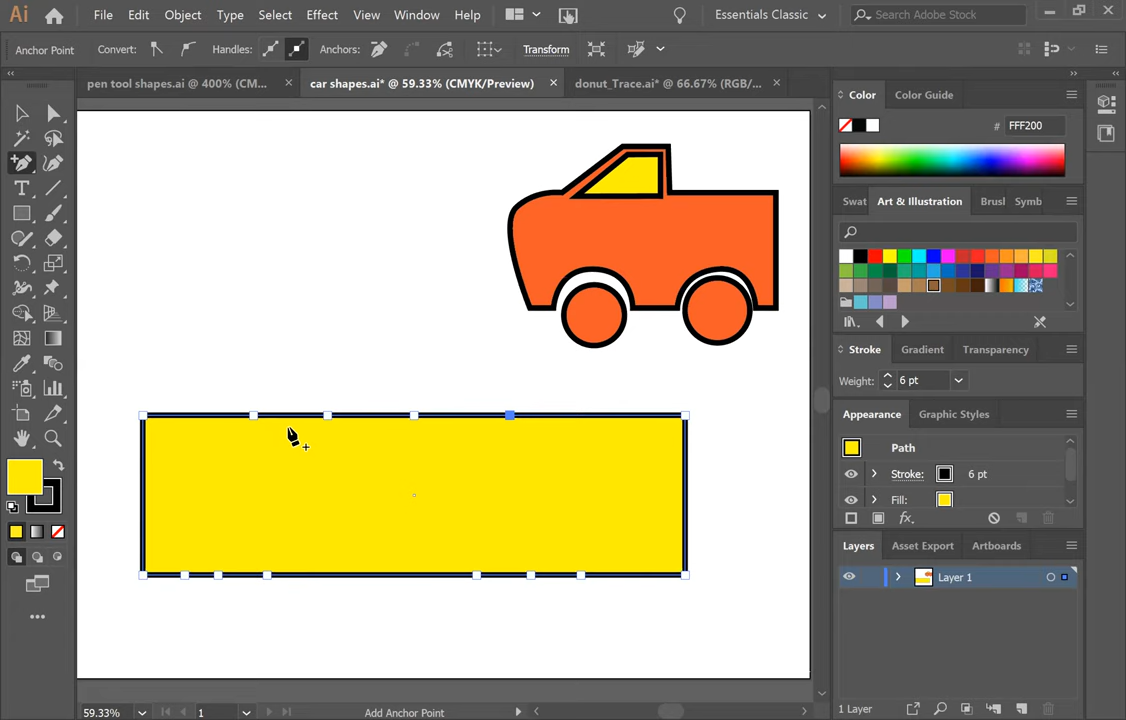 Ai File Edit Object Type Select Effect View Window Help Essentials Classic Search Adobe Stock
Anchor Point Convert: Handles: Anchors: Transform
pen tool shapes.ai @ 400% (CM... car shapes.ai* @ 59.33% (CMYK/Preview) donut_Trace.ai* @ 66.67% (RGB/...
Color Color Guide
# FFF200
Swat Art & Illustration Brusl Symb
Stroke Gradient Transparency
Weight: 6 pt
Appearance Graphic Styles
Path
Stroke: 6 pt
Fill:
fx
Layers Asset Export Artboards
Layer 1
59.33% 1 Add Anchor Point 1 Layer